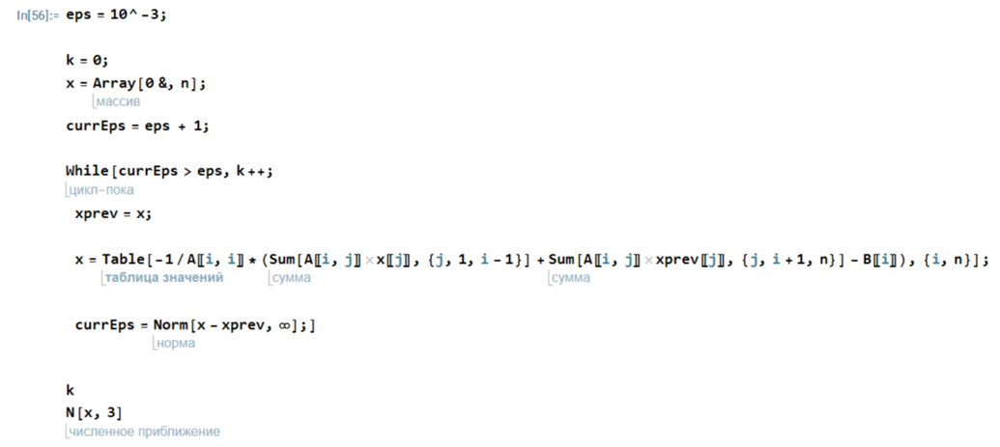 In[56]:= eps = 10^-3;
k = 0;
x = Array[0 &, n];
массив
currEps = eps + 1;
While[currEps > eps, k++;
цикл–пока
xprev = x;
x = Table[-1/A〚i, i〛 * (Sum[A〚i, j〛×x〚j〛, {j, 1, i-1}] + Sum[A〚i, j〛×xprev〚j〛, {j, i+1, n}] - B〚i〛), {i, n}];
таблица значений сумма сумма
currEps = Norm[x - xprev, ∞];]
норма
k
N[x, 3]
численное приближение